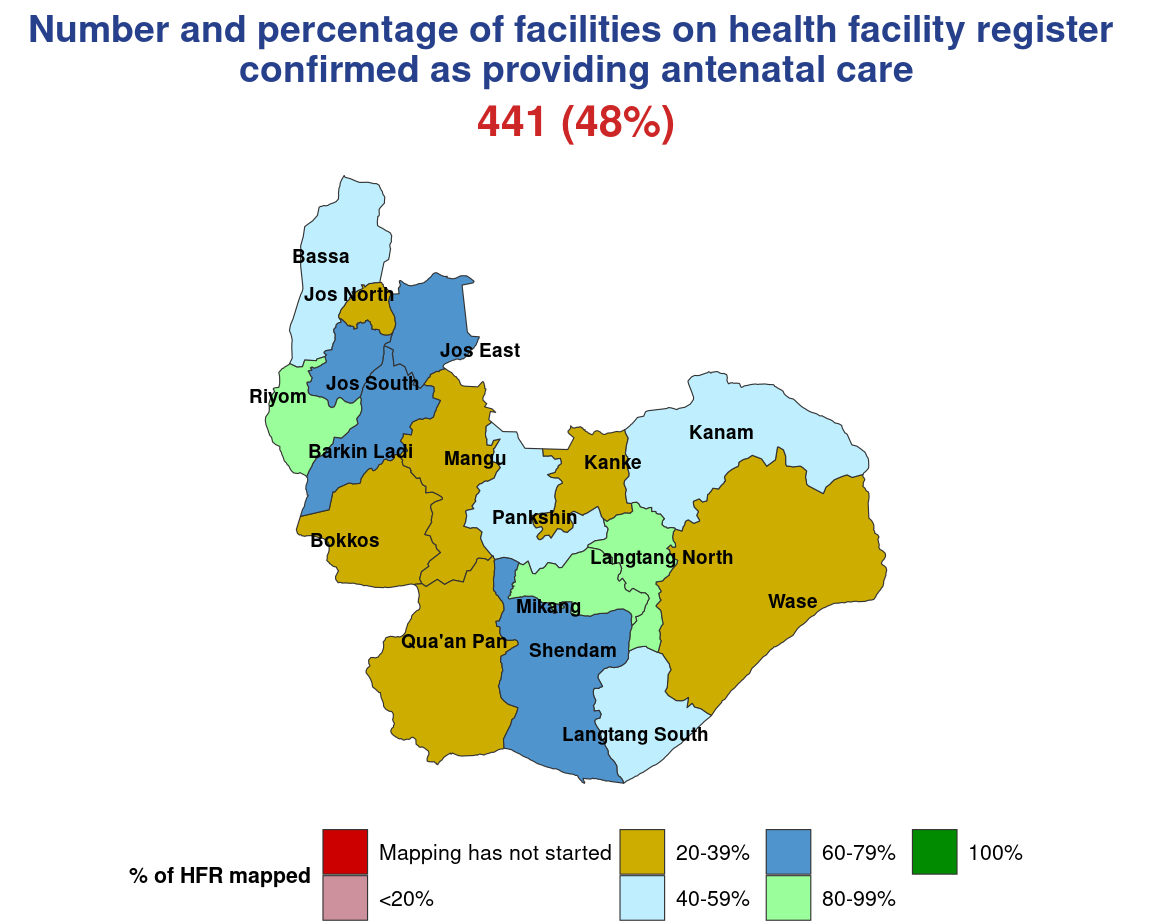 Number and percentage of facilities on health facility register
confirmed as providing antenatal care
441 (48%)
Bassa
Jos North
Jos East
Jos South
Riyom
Kanam
Barkin Ladi
Mangu
Kanke
Pankshin
Bokkos
Langtang North
Wase
Mikang
Qua'an Pan
Shendam
Langtang South
% of HFR mapped
Mapping has not started
<20%
20-39%
40-59%
60-79%
80-99%
100%